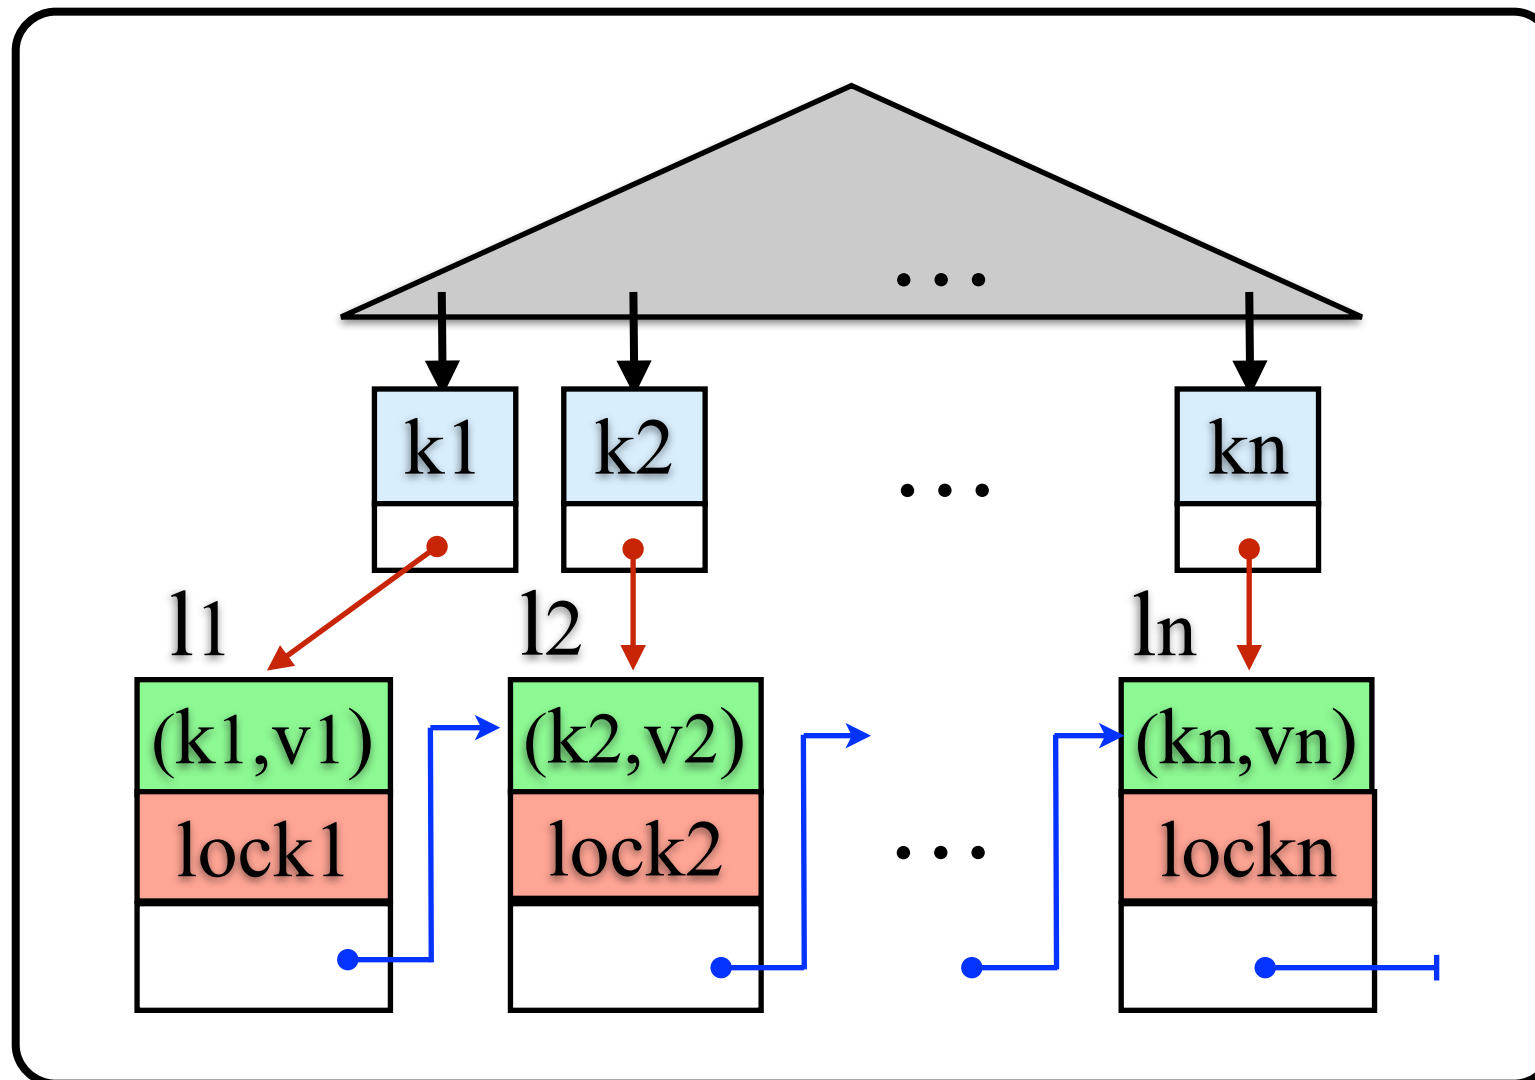 ...
k1 k2 ... kn
l1 l2 ln
(k1,v1) (k2,v2) (kn,vn)
lock1 lock2 ... lockn